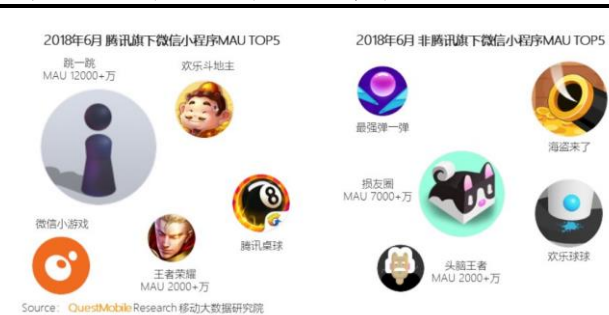 2018年6月 腾讯旗下微信小程序MAU TOP5
跳一跳
MAU 12000+万
欢乐斗地主
微信小游戏
腾讯桌球
王者荣耀
MAU 2000+万
Source： QuestMobile Research 移动大数据研究院
2018年6月 非腾讯旗下微信小程序MAU TOP5
最强弹一弹
海盗来了
损友圈
MAU 7000+万
欢乐球球
头脑王者
MAU 2000+万